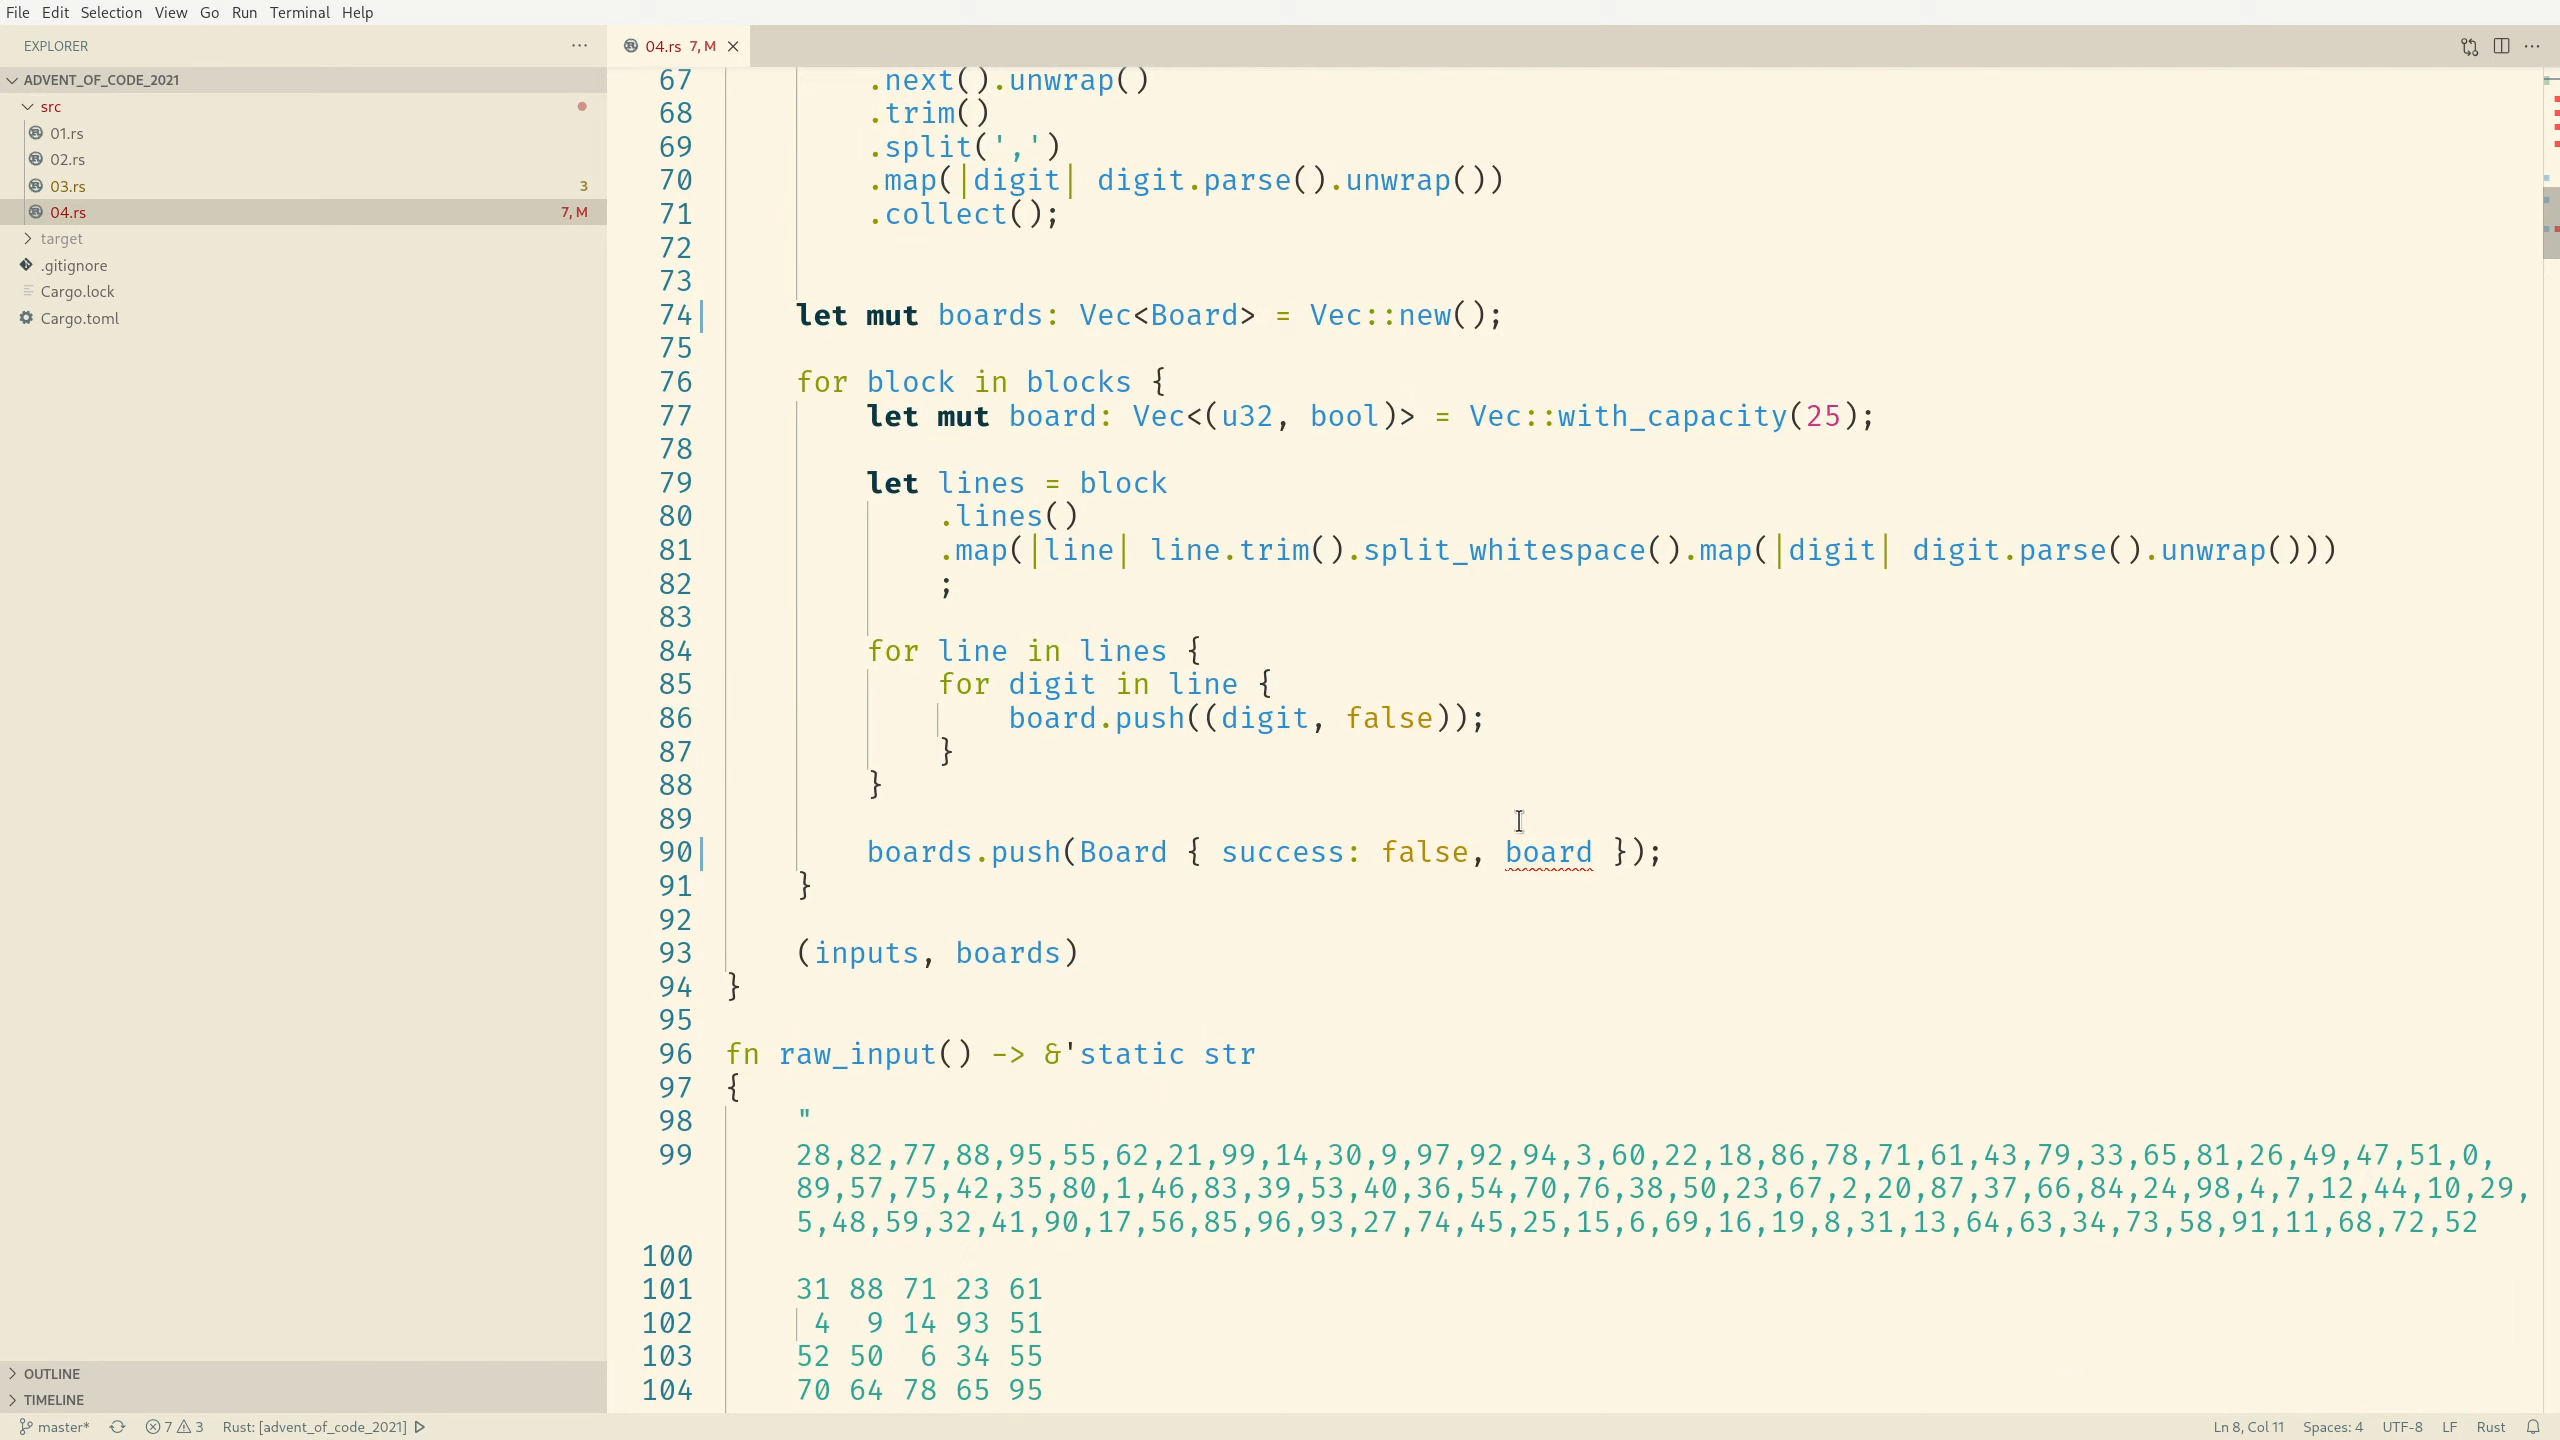 File Edit Selection View Go Run Terminal Help
EXPLORER
ADVENT_OF_CODE_2021
src
01.rs
02.rs
03.rs 3
04.rs 7, M
target
.gitignore
Cargo.lock
Cargo.toml
OUTLINE
TIMELINE
04.rs 7, M
67 .next().unwrap()
68 .trim()
69 .split(',')
70 .map(|digit| digit.parse().unwrap())
71 .collect();
72
73
74 let mut boards: Vec<Board> = Vec::new();
75
76 for block in blocks {
77 let mut board: Vec<(u32, bool)> = Vec::with_capacity(25);
78
79 let lines = block
80 .lines()
81 .map(|line| line.trim().split_whitespace().map(|digit| digit.parse().unwrap()))
82 ;
83
84 for line in lines {
85 for digit in line {
86 board.push((digit, false));
87 }
88 }
89
90 boards.push(Board { success: false, board });
91 }
92
93 (inputs, boards)
94 }
95
96 fn raw_input() -> &'static str
97 {
98 "
99 28,82,77,88,95,55,62,21,99,14,30,9,97,92,94,3,60,22,18,86,78,71,61,43,79,33,65,81,26,49,47,51,0,
89,57,75,42,35,80,1,46,83,39,53,40,36,54,70,76,38,50,23,67,2,20,87,37,66,84,24,98,4,7,12,44,10,29,
5,48,59,32,41,90,17,56,85,96,93,27,74,45,25,15,6,69,16,19,8,31,13,64,63,34,73,58,91,11,68,72,52
100
101 31 88 71 23 61
102 4 9 14 93 51
103 52 50 6 34 55
104 70 64 78 65 95
master* 7 3 Rust: [advent_of_code_2021] Ln 8, Col 11 Spaces: 4 UTF-8 LF Rust